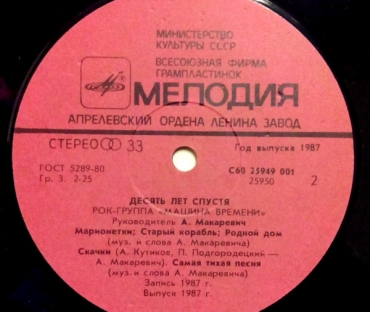 МИНИСТЕРСТВО
КУЛЬТУРЫ СССР
ВСЕСОЮЗНАЯ ФИРМА
ГРАМПЛАСТИНОК
МЕЛОДИЯ
АПРЕЛЕВСКИЙ ОРДЕНА ЛЕНИНА ЗАВОД
СТЕРЕО 33
Год выпуска 1987
ГОСТ 5289-80
С60 25949 001
Гр. 3. 2-25
25950
2
ДЕСЯТЬ ЛЕТ СПУСТЯ
РОК-ГРУППА «МАШИНА ВРЕМЕНИ»
Руководитель А. Макаревич
Марионетки; Старый корабль; Родной дом
(муз. и слова А. Макаревича)
Скачки (А. Кутиков, П. Подгородецкий —
А. Макаревич). Самая тихая песня
(муз. и слова А. Макаревича)
Запись 1987 г.
Выпуск 1987 г.